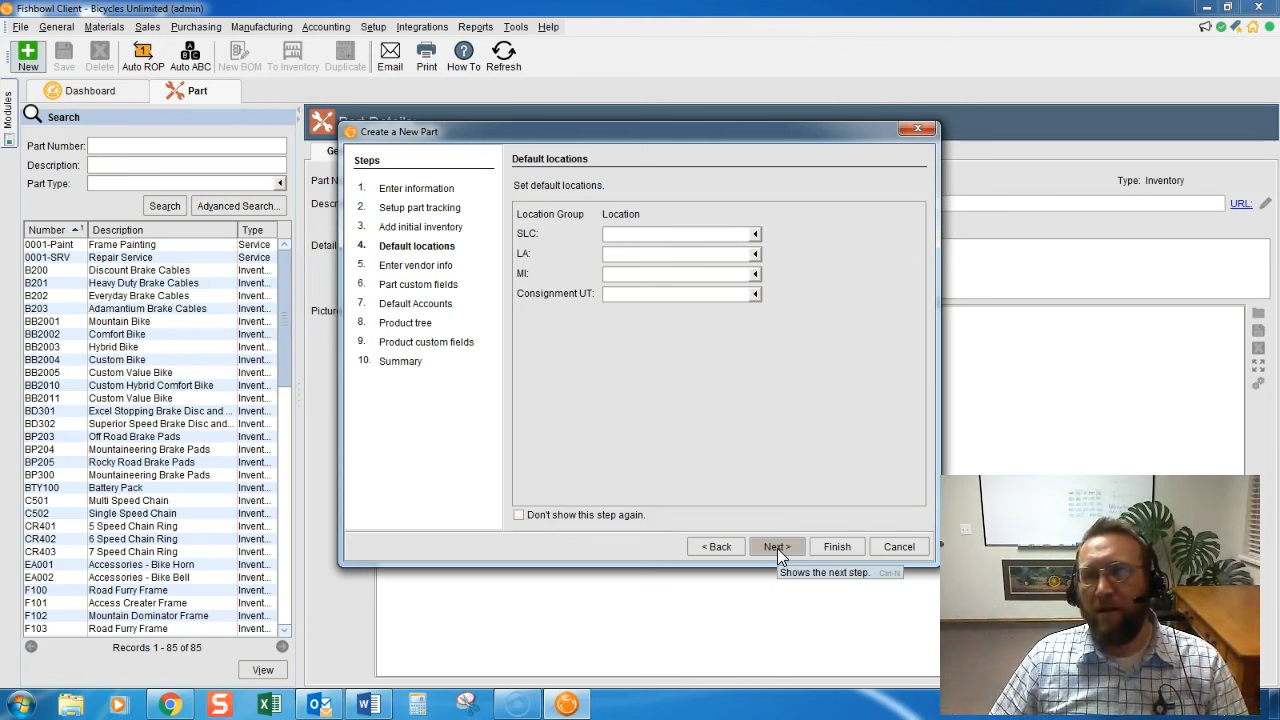 Fishbowl Client - Bicycles Unlimited (admin)
File General Materials Sales Purchasing Manufacturing Accounting Setup Integrations Reports Tools Help
New Save Delete Auto ROP Auto ABC New BOM To Inventory Duplicate Email Print How To Refresh
Modules
Dashboard Part
Search
Part Number:
Description:
Part Type:
Search Advanced Search...
Number 1 Description Type
0001-Paint Frame Painting Service
0001-SRV Repair Service Service
B200 Discount Brake Cables Invent...
B201 Heavy Duty Brake Cables Invent...
B202 Everyday Brake Cables Invent...
B203 Adamantium Brake Cables Invent...
BB2001 Mountain Bike Invent...
BB2002 Comfort Bike Invent...
BB2003 Hybrid Bike Invent...
BB2004 Custom Bike Invent...
BB2005 Custom Value Bike Invent...
BB2010 Custom Hybrid Comfort Bike Invent...
BB2011 Custom Value Bike Invent...
BD301 Excel Stopping Brake Disc and ... Invent...
BD302 Superior Speed Brake Disc and... Invent...
BP203 Off Road Brake Pads Invent...
BP204 Mountaineering Brake Pads Invent...
BP205 Rocky Road Brake Pads Invent...
BP300 Mountaineering Brake Pads Invent...
BTY100 Battery Pack Invent...
C501 Multi Speed Chain Invent...
C502 Single Speed Chain Invent...
CR401 5 Speed Chain Ring Invent...
CR402 6 Speed Chain Ring Invent...
CR403 7 Speed Chain Ring Invent...
EA001 Accessories - Bike Horn Invent...
EA002 Accessories - Bike Bell Invent...
F100 Road Furry Frame Invent...
F101 Access Creater Frame Invent...
F102 Mountain Dominator Frame Invent...
F103 Road Furry Frame Invent...
Records 1 - 85 of 85
View
Ge
Part N
Descr
Detail
Pictur
Type: Inventory
URL:
Create a New Part
Steps
1. Enter information
2. Setup part tracking
3. Add initial inventory
4. Default locations
5. Enter vendor info
6. Part custom fields
7. Default Accounts
8. Product tree
9. Product custom fields
10. Summary
Default locations
Set default locations.
Location Group Location
SLC:
LA:
MI:
Consignment UT:
Don't show this step again.
< Back Next > Finish Cancel
Shows the next step. Ctrl-N